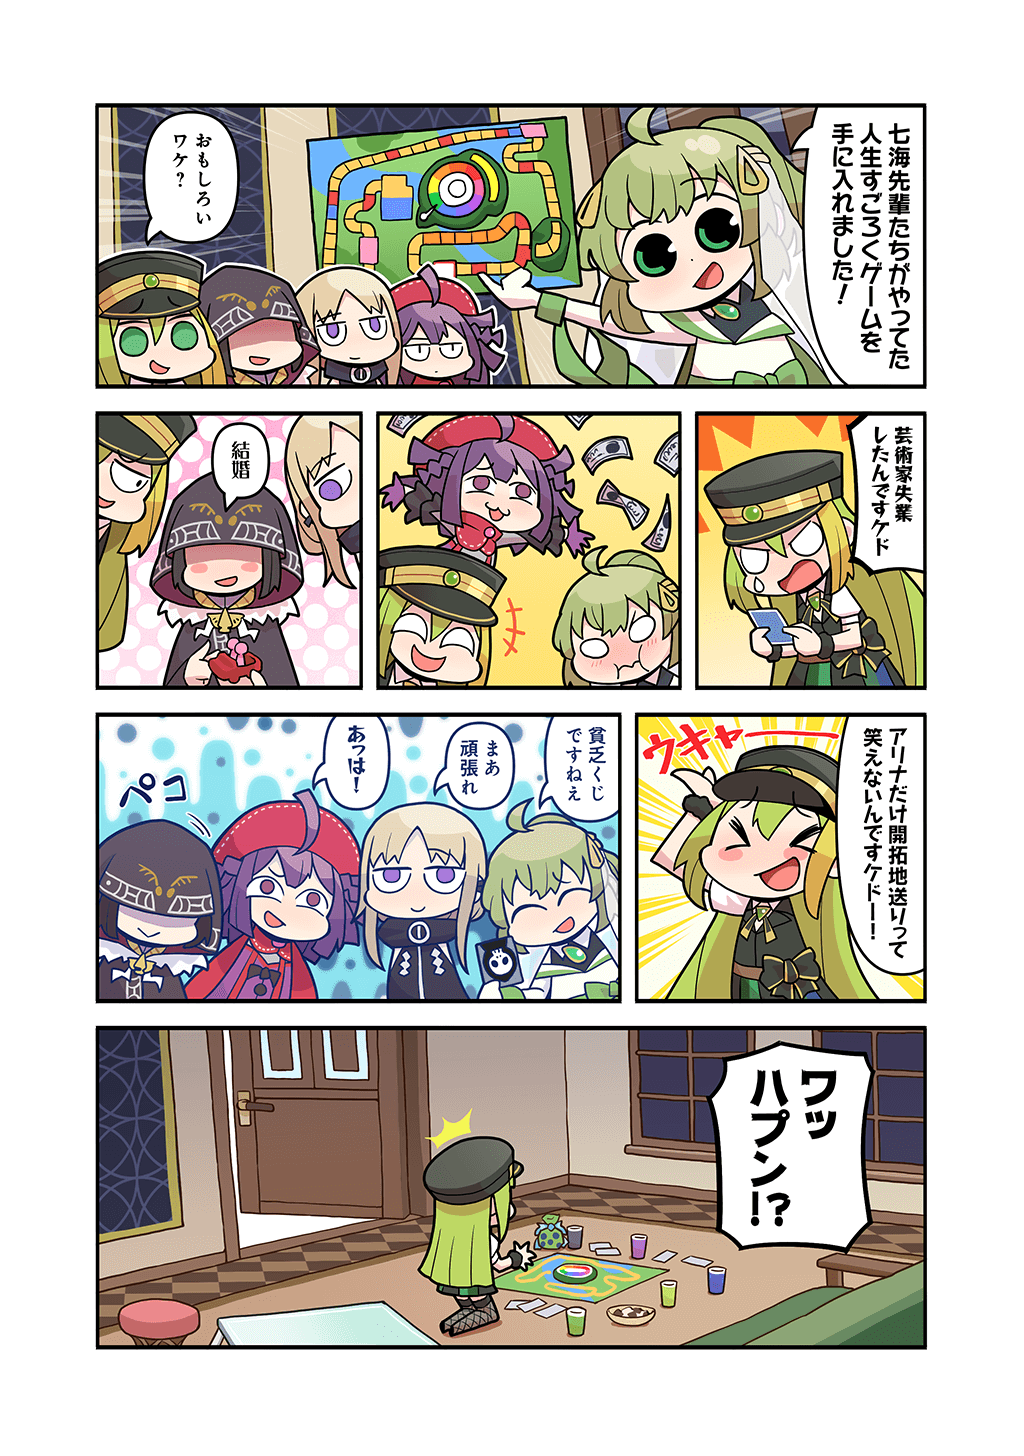 七海先輩たちがやってた
人生すごろくゲームを
手に入れました！
おもしろい
ワケ？
芸術家失業
したんですケド
結婚
アリナだけ開拓地送りって
笑えないんですケドー！
ウキャーーー
貧乏くじ
ですねえ
まあ
頑張れ
あっは！
ペコ
ワッ
ハプン!?